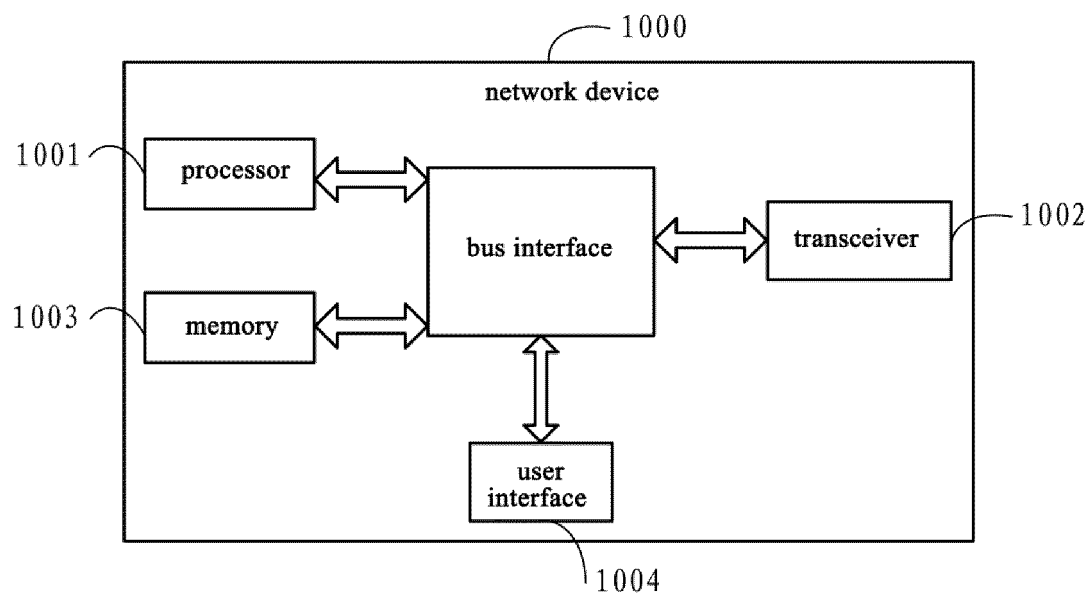 1000
network device
1001
processor
bus interface
transceiver
1002
1003
memory
user
interface
1004